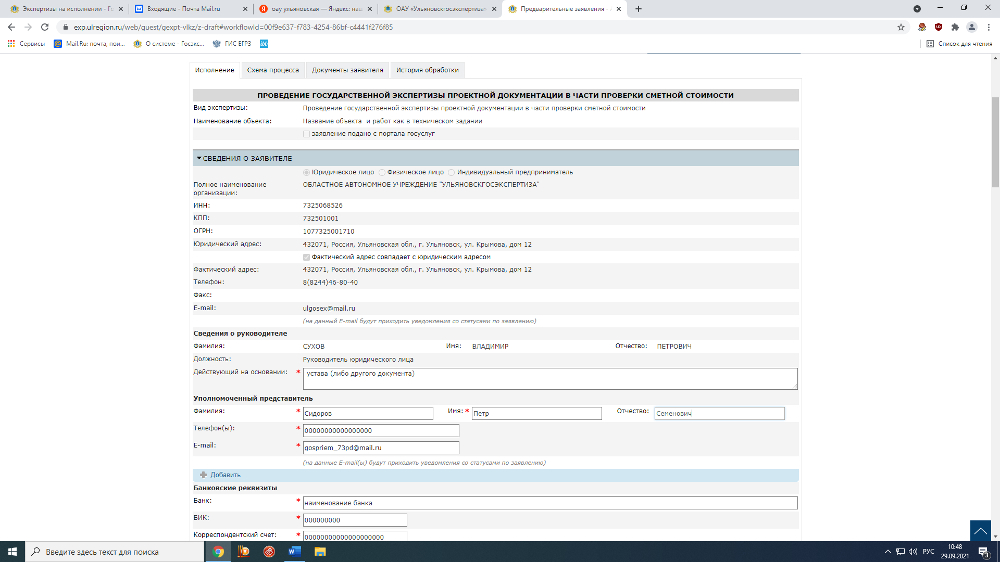 Экспертизы на исполнении - Го
Входящие - Почта Mail.ru
оау ульяновская — Яндекс: наш
ОАУ «Ульяновскгосэкспертиза»
Предварительные заявления -
exp.ulregion.ru/web/guest/gexpt-vlkz/z-draft#workflowId=00f9e637-f783-4254-86bf-c4441f276f85
Сервисы
Mail.Ru: почта, пои...
О системе - Госэкс...
ГИС ЕГРЗ
ibb
Список для чтения
Исполнение
Схема процесса
Документы заявителя
История обработки
ПРОВЕДЕНИЕ ГОСУДАРСТВЕННОЙ ЭКСПЕРТИЗЫ ПРОЕКТНОЙ ДОКУМЕНТАЦИИ В ЧАСТИ ПРОВЕРКИ СМЕТНОЙ СТОИМОСТИ
Вид экспертизы: Проведение государственной экспертизы проектной документации в части проверки сметной стоимости
Наименование объекта: Название объекта и работ как в техническом задании
заявление подано с портала госуслуг
СВЕДЕНИЯ О ЗАЯВИТЕЛЕ
Юридическое лицо Физическое лицо Индивидуальный предприниматель
Полное наименование организации: ОБЛАСТНОЕ АВТОНОМНОЕ УЧРЕЖДЕНИЕ "УЛЬЯНОВСКГОСЭКСПЕРТИЗА"
ИНН: 7325068526
КПП: 732501001
ОГРН: 1077325001710
Юридический адрес: 432071, Россия, Ульяновская обл., г. Ульяновск, ул. Крымова, дом 12
Фактический адрес совпадает с юридическим адресом
Фактический адрес: 432071, Россия, Ульяновская обл., г. Ульяновск, ул. Крымова, дом 12
Телефон: 8(8244)46-80-40
Факс:
E-mail: ulgosex@mail.ru
(на данный E-mail будут приходить уведомления со статусами по заявлению)
Сведения о руководителе
Фамилия: СУХОВ Имя: ВЛАДИМИР Отчество: ПЕТРОВИЧ
Должность: Руководитель юридического лица
Действующий на основании: * устава (либо другого документа)
Уполномоченный представитель
Фамилия: * Сидоров Имя: * Петр Отчество: Семенович
Телефон(ы): * 00000000000000000
E-mail: * gospriem_73pd@mail.ru
(на данные E-mail(ы) будут приходить уведомления со статусами по заявлению)
Добавить
Банковские реквизиты
Банк: * наименование банка
БИК: * 000000000
Корреспондентский счет: * 00000000000000000000
Введите здесь текст для поиска
РУС
10:48
29.09.2021
3